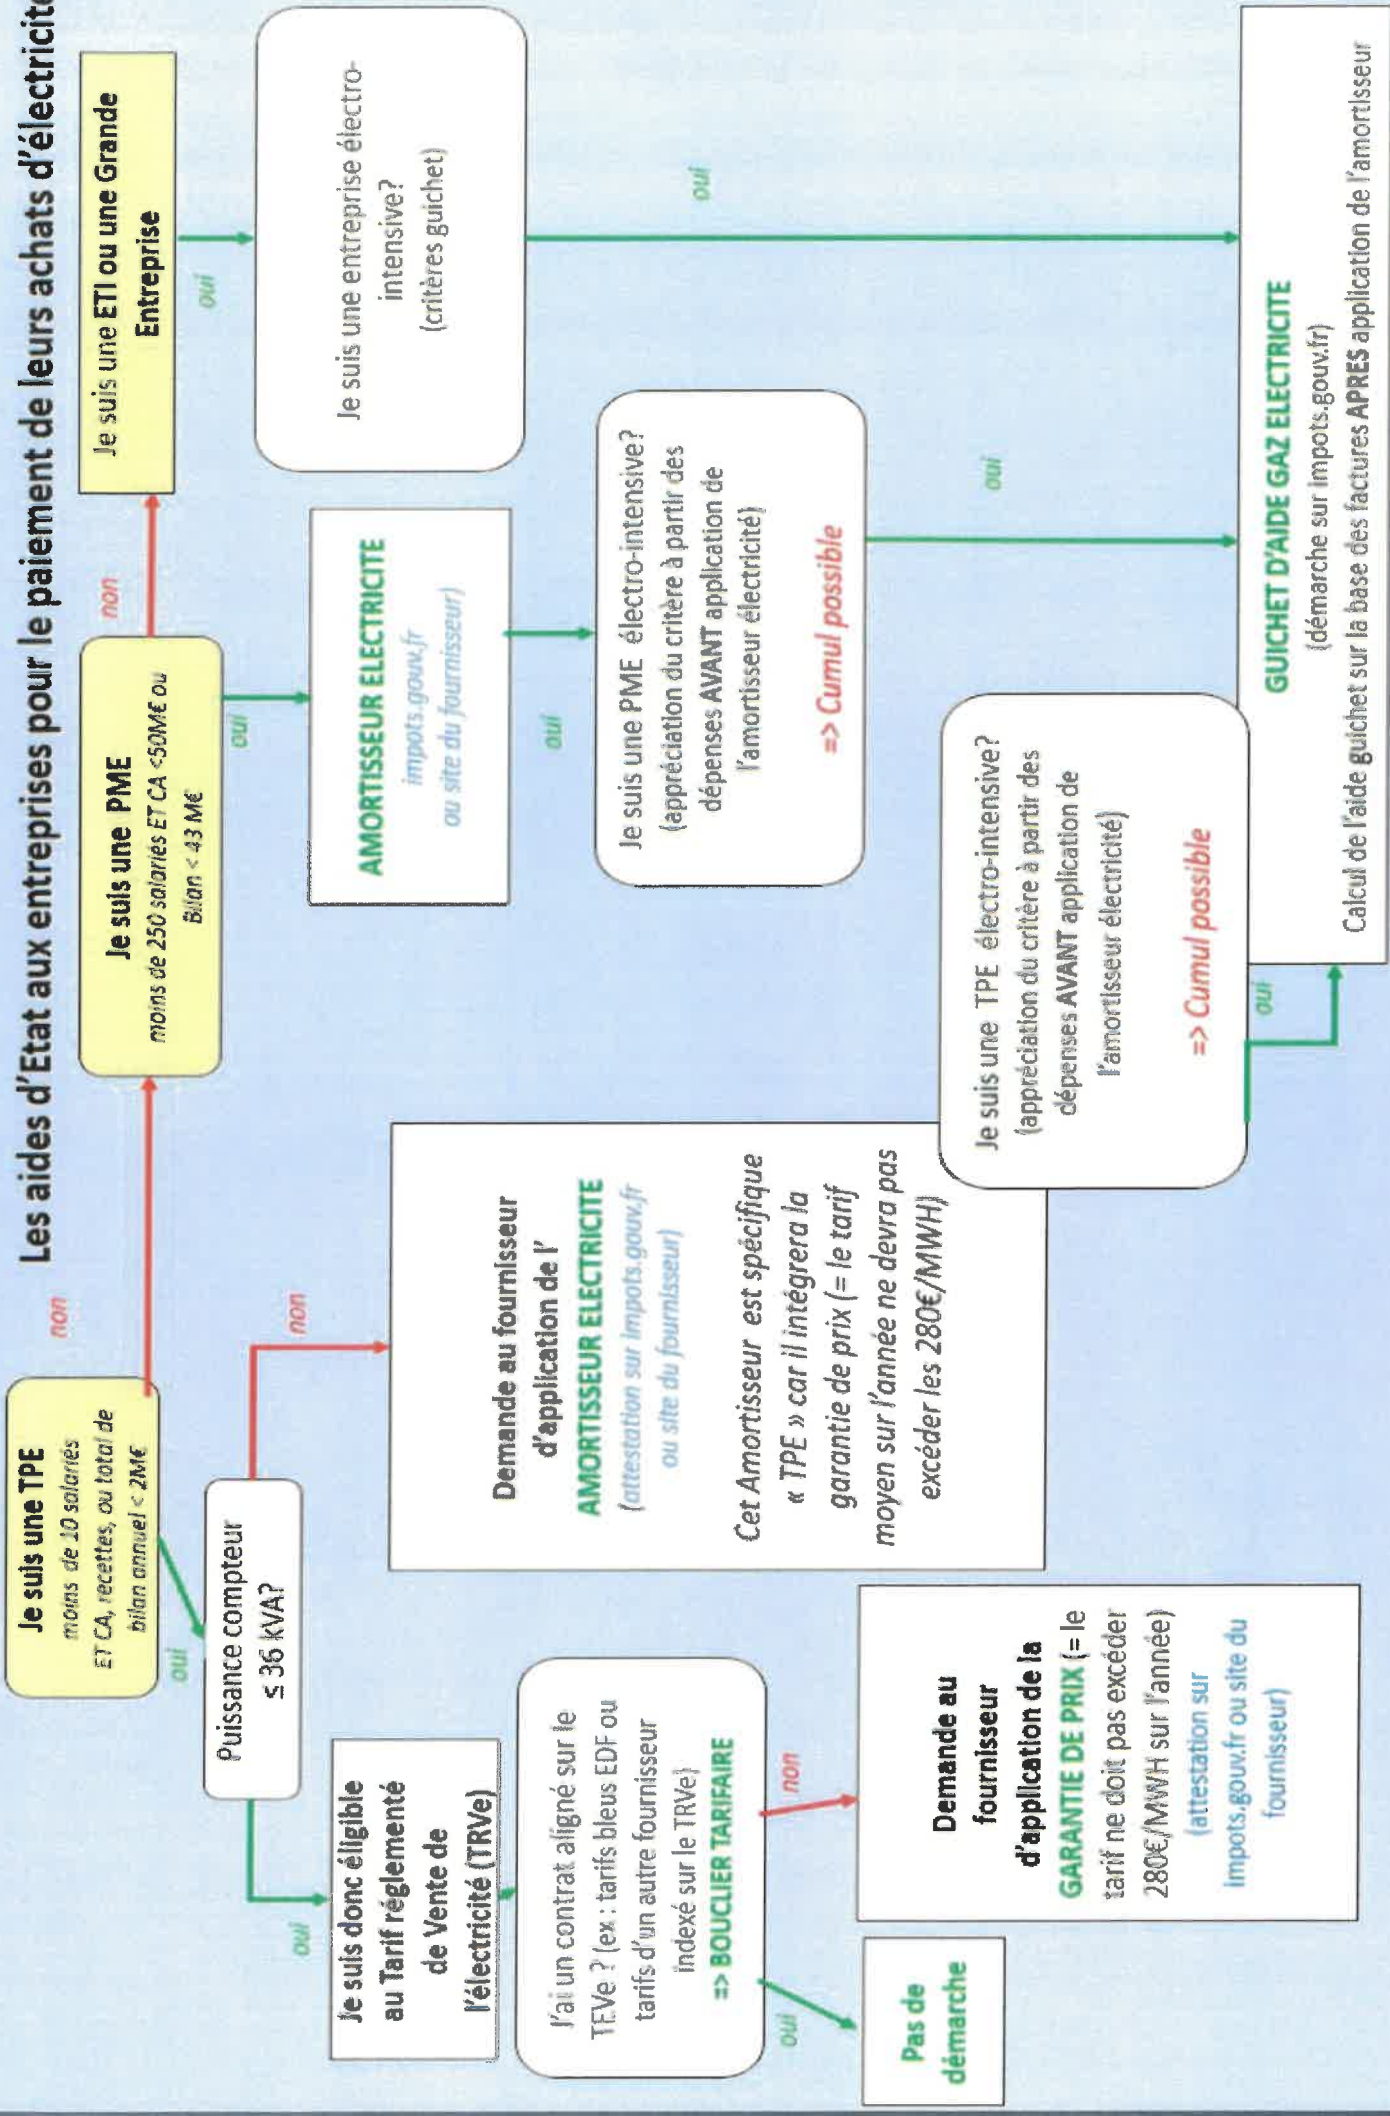 Les aides d'Etat aux entreprises pour le paiement de leurs achats d'électricité
Je suis une TPE
moins de 10 salariés
ET CA, recettes, ou total de
bilan annuel < 2M€
non
oui
Je suis une PME
moins de 250 salariés ET CA <50M€ ou
Bilan < 43 M€
non
oui
Je suis une ETI ou une Grande
Entreprise
oui
Puissance compteur
≤ 36 kVA?
non
oui
Je suis donc éligible
au Tarif réglementé
de Vente de
l'électricité (TRVe)
J'ai un contrat aligné sur le
TEVe ? (ex : tarifs bleus EDF ou
tarifs d'un autre fournisseur
indexé sur le TRVe)
=> BOUCLIER TARIFAIRE
oui
non
Pas de
démarche
Demande au
fournisseur
d'application de la
GARANTIE DE PRIX (= le
tarif ne doit pas excéder
280€/MWH sur l'année)
(attestation sur
impots.gouv.fr ou site du
fournisseur)
Demande au fournisseur
d'application de l'
AMORTISSEUR ELECTRICITE
(attestation sur impots.gouv.fr
ou site du fournisseur)
Cet Amortisseur est spécifique
« TPE » car il intégrera la
garantie de prix (= le tarif
moyen sur l'année ne devra pas
excéder les 280€/MWH)
Je suis une TPE électro-intensive?
(appréciation du critère à partir des
dépenses AVANT application de
l'amortisseur électricité)
=> Cumul possible
oui
AMORTISSEUR ELECTRICITE
impots.gouv.fr
ou site du fournisseur)
oui
Je suis une PME électro-intensive?
(appréciation du critère à partir des
dépenses AVANT application de
l'amortisseur électricité)
=> Cumul possible
oui
Je suis une entreprise électro-
intensive?
(critères guichet)
oui
GUICHET D'AIDE GAZ ELECTRICITE
(démarche sur impots.gouv.fr)
Calcul de l'aide guichet sur la base des factures APRES application de l'amortisseur